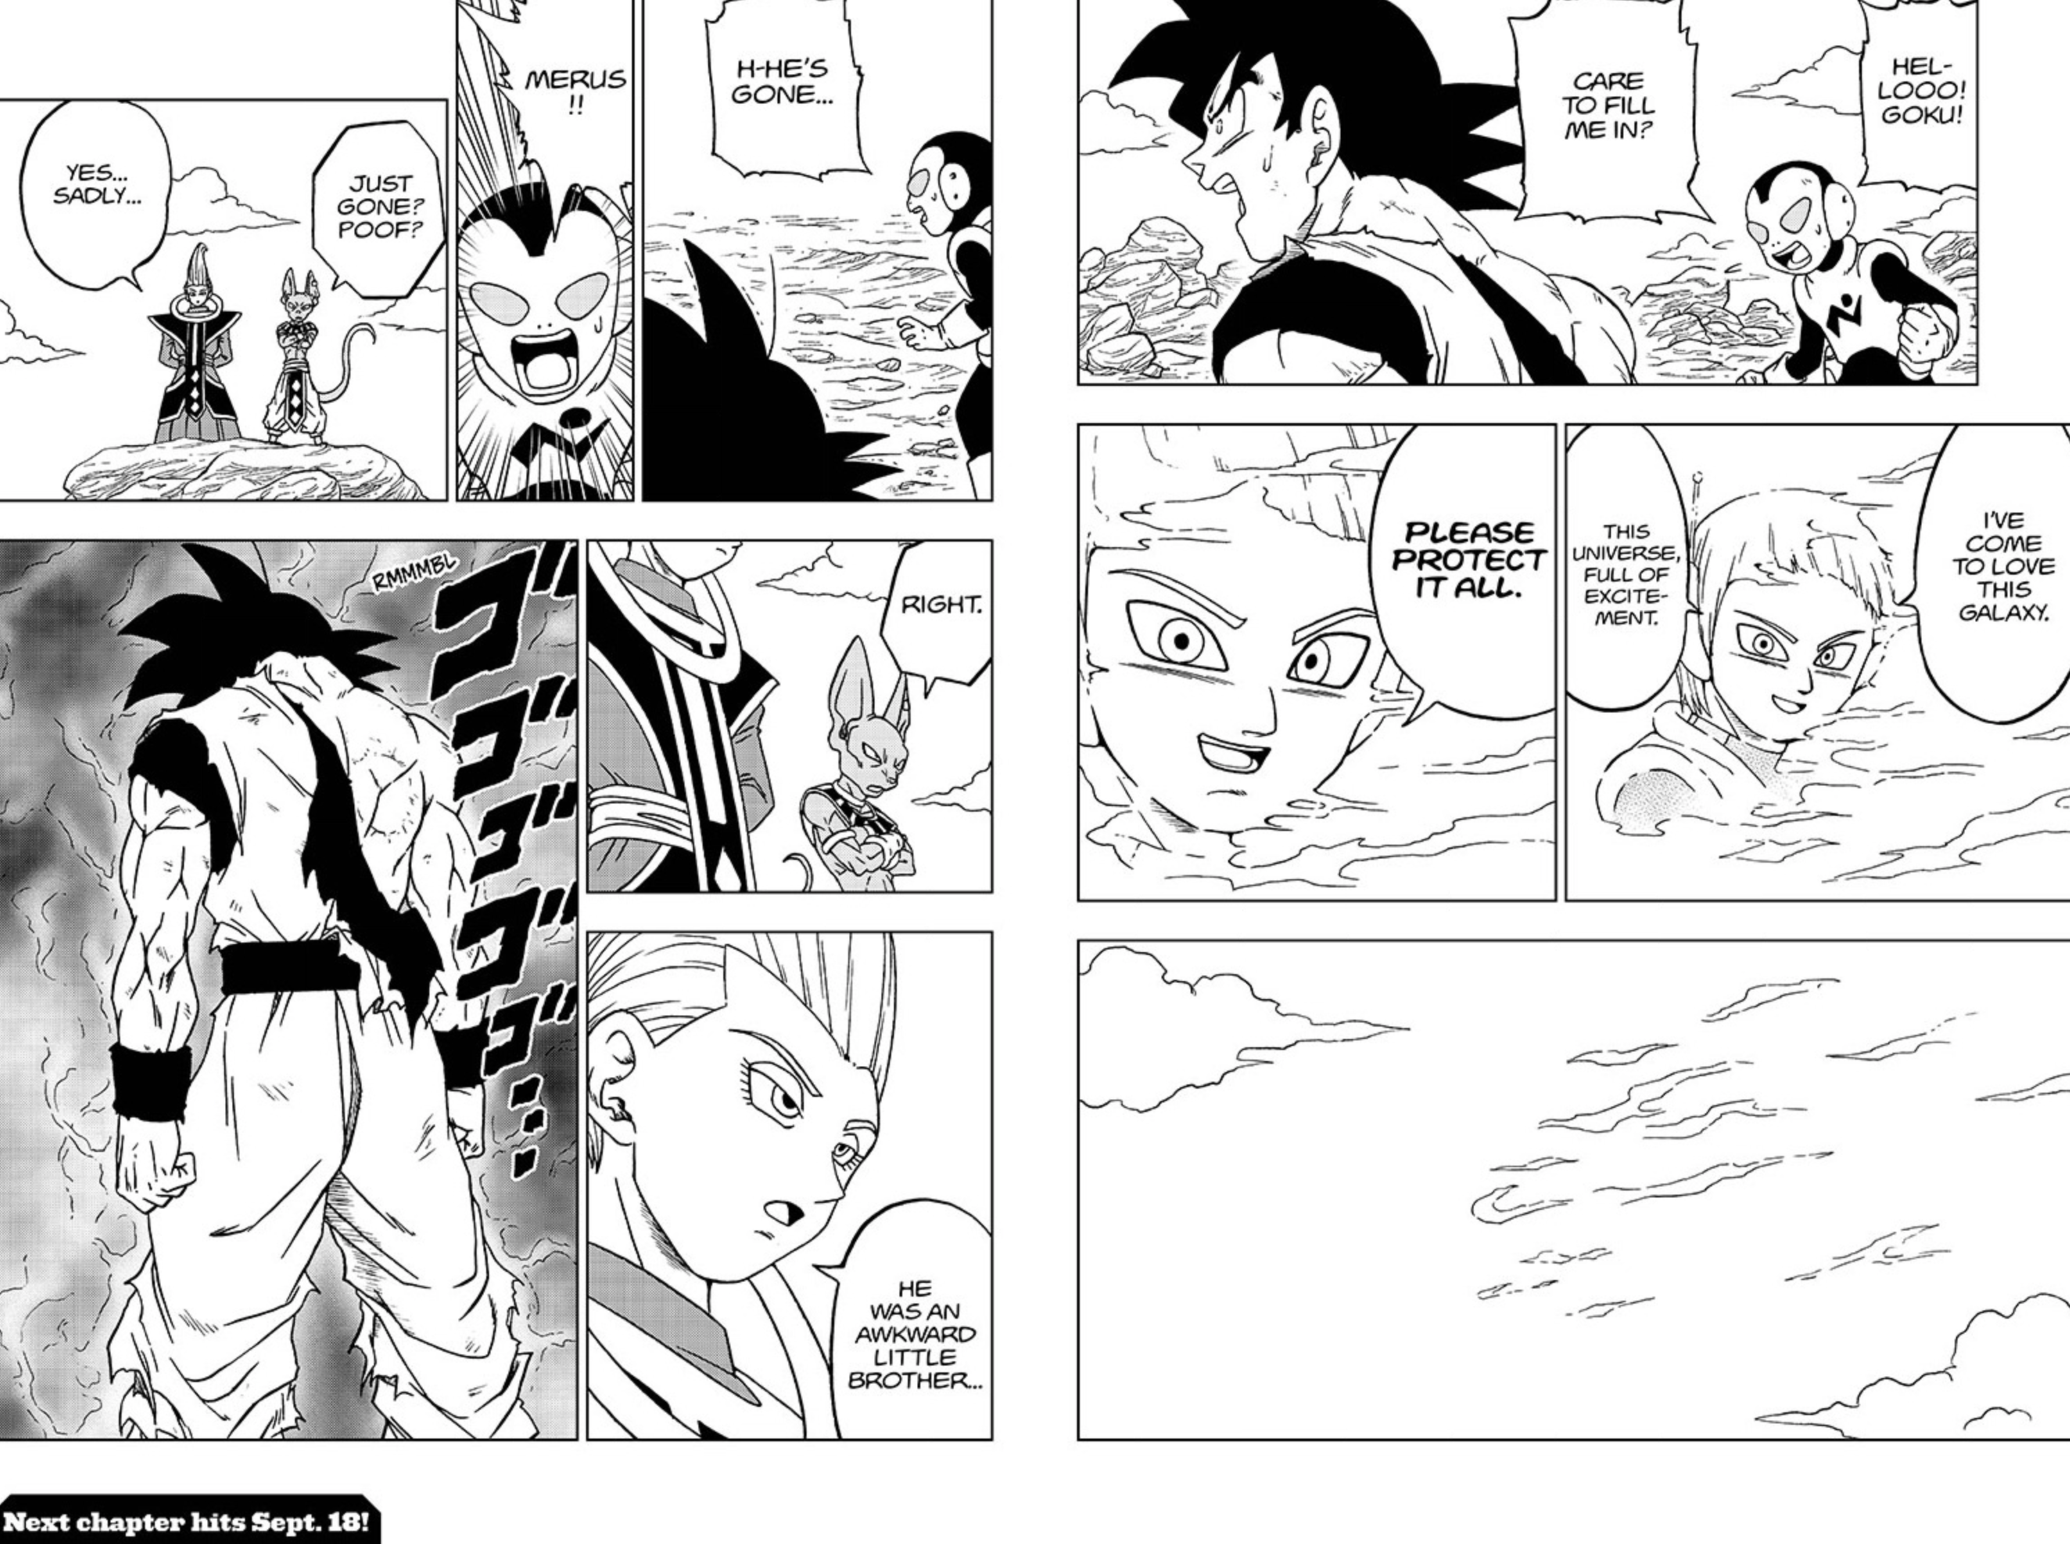 HEL-
LOOO!
GOKU!
CARE
TO FILL
ME IN?
I'VE
COME
TO LOVE
THIS
GALAXY.
THIS
UNIVERSE,
FULL OF
EXCITE-
MENT.
PLEASE
PROTECT
IT ALL.
H-HE'S
GONE...
MERUS
!!
JUST
GONE?
POOF?
YES...
SADLY...
RIGHT.
HE
WAS AN
AWKWARD
LITTLE
BROTHER...
RMMMBL
ゴゴゴゴゴ...
Next chapter hits Sept. 18!